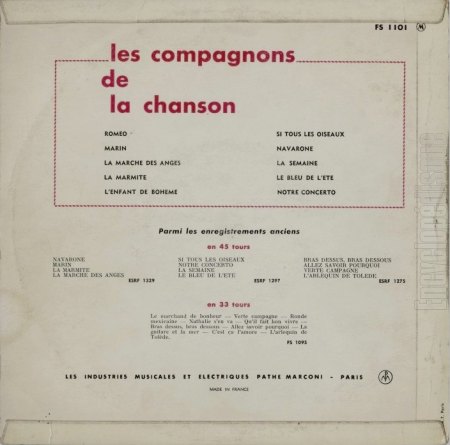 FS 1101 M
les compagnons
de
la chanson
ROMEO
MARIN
LA MARCHE DES ANGES
LA MARMITE
L'ENFANT DE BOHEME
SI TOUS LES OISEAUX
NAVARONE
LA SEMAINE
LE BLEU DE L'ETE
NOTRE CONCERTO
Parmi les enregistrements anciens
en 45 tours
NAVARONE
MARIN
LA MARMITE
LA MARCHE DES ANGES ESRF 1329
SI TOUS LES OISEAUX
NOTRE CONCERTO
LA SEMAINE
LE BLEU DE L'ETE ESRF 1297
BRAS DESSUS, BRAS DESSOUS
ALLEZ SAVOIR POURQUOI
VERTE CAMPAGNE
L'ARLEQUIN DE TOLEDE ESRF 1275
en 33 tours
Le marchand de bonheur — Verte campagne — Ronde
mexicaine — Nathalie s'en va — Qu'il fait bon vivre —
Bras dessus, bras dessous — Allez savoir pourquoi — La
guitare et la mer — C'est ça l'amore — L'arlequin de
Tolède.
FS 1095
LES INDUSTRIES MUSICALES ET ELECTRIQUES PATHE MARCONI - PARIS
MADE IN FRANCE